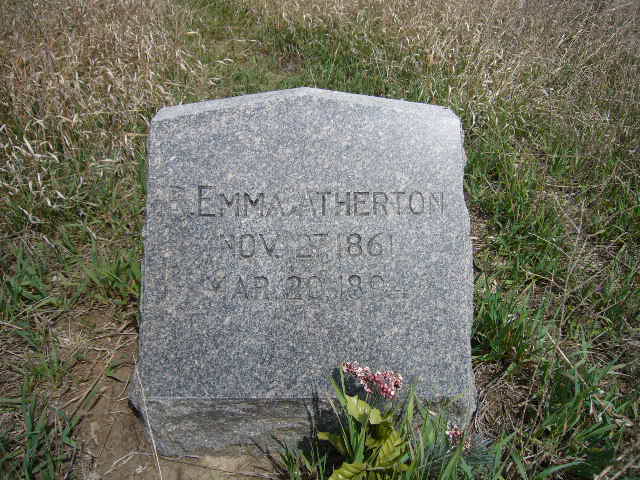 Emma Atherton
Nov. 27, 1861
Mar. 20, 1894